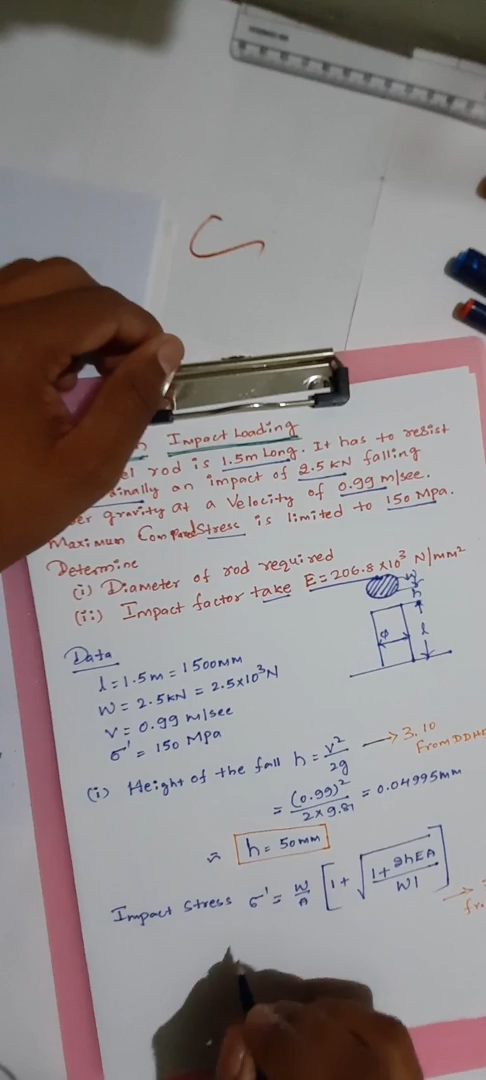 Impact Loading
rod is 1.5m Long. It has to resist
an impact of 2.5 kN falling
gravity at a Velocity of 0.99 m/sec.
Maximum Stress is limited to 150 Mpa.
Determine
(i) Diameter of rod required
(ii) Impact factor take E = 206.8 x10³ N/mm²
W
h
Φ
l
Data
l = 1.5m = 1500mm
W = 2.5kN = 2.5x10³N
V = 0.99 m/sec
σ' = 150 Mpa
(i) Height of the fall h = v²/2g → 3.10
From DDH
= (0.99)²/2x9.81 = 0.04995mm
h = 50mm
Impact Stress σ' = W/A [1 + √(1+2hEA/Wl)] →
fr